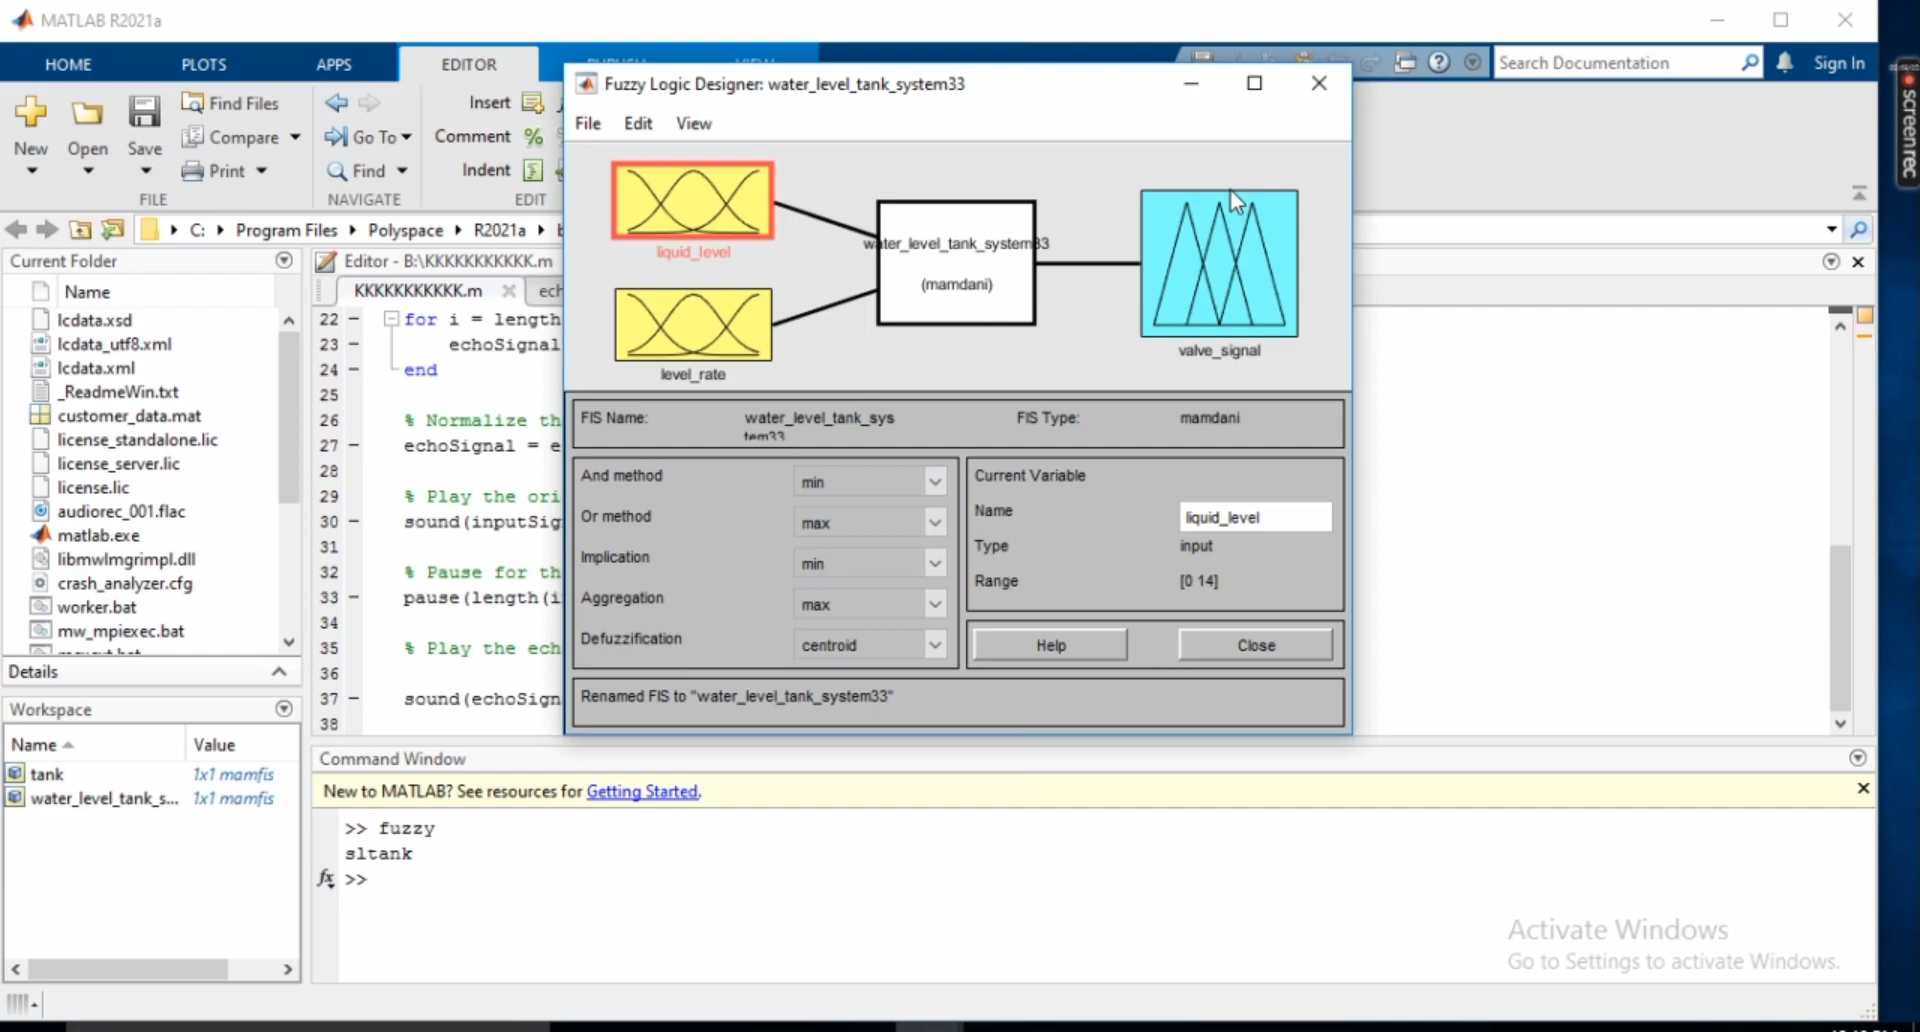 MATLAB R2021a
HOME PLOTS APPS EDITOR
Search Documentation Sign In
New Open Save
Find Files
Compare
Print
FILE
Go To
Find
NAVIGATE
Insert
Comment
Indent
EDIT
C: Program Files Polyspace R2021a
Current Folder
Name
lcdata.xsd
lcdata_utf8.xml
lcdata.xml
_ReadmeWin.txt
customer_data.mat
license_standalone.lic
license_server.lic
license.lic
audiorec_001.flac
matlab.exe
libmwlmgrimpl.dll
crash_analyzer.cfg
worker.bat
mw_mpiexec.bat
Details
Workspace
Name Value
tank 1x1 mamfis
water_level_tank_s... 1x1 mamfis
Editor - B:\KKKKKKKKKKK.m
KKKKKKKKKKK.m ech
22 for i = length
23 echoSignal
24 end
25
26 % Normalize th
27 echoSignal = e
28
29 % Play the ori
30 sound(inputSig
31
32 % Pause for th
33 pause(length(i
34
35 % Play the ech
36
37 sound(echoSign
38
Fuzzy Logic Designer: water_level_tank_system33
File Edit View
liquid_level
level_rate
water_level_tank_system33
(mamdani)
valve_signal
FIS Name: water_level_tank_sys
tem33
FIS Type: mamdani
And method min
Or method max
Implication min
Aggregation max
Defuzzification centroid
Current Variable
Name liquid_level
Type input
Range [0 14]
Help Close
Renamed FIS to "water_level_tank_system33"
Command Window
New to MATLAB? See resources for Getting Started.
>> fuzzy
sltank
fx >>
Activate Windows
Go to Settings to activate Windows.
screen rec